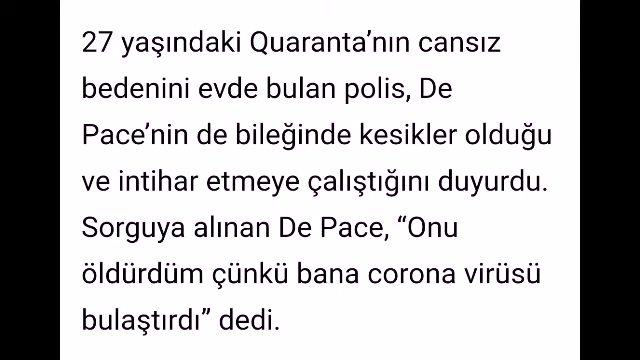 27 yaşındaki Quaranta’nın cansız
bedenini evde bulan polis, De
Pace’nin de bileğinde kesikler olduğu
ve intihar etmeye çalıştığını duyurdu.
Sorguya alınan De Pace, “Onu
öldürdüm çünkü bana corona virüsü
bulaştırdı” dedi.